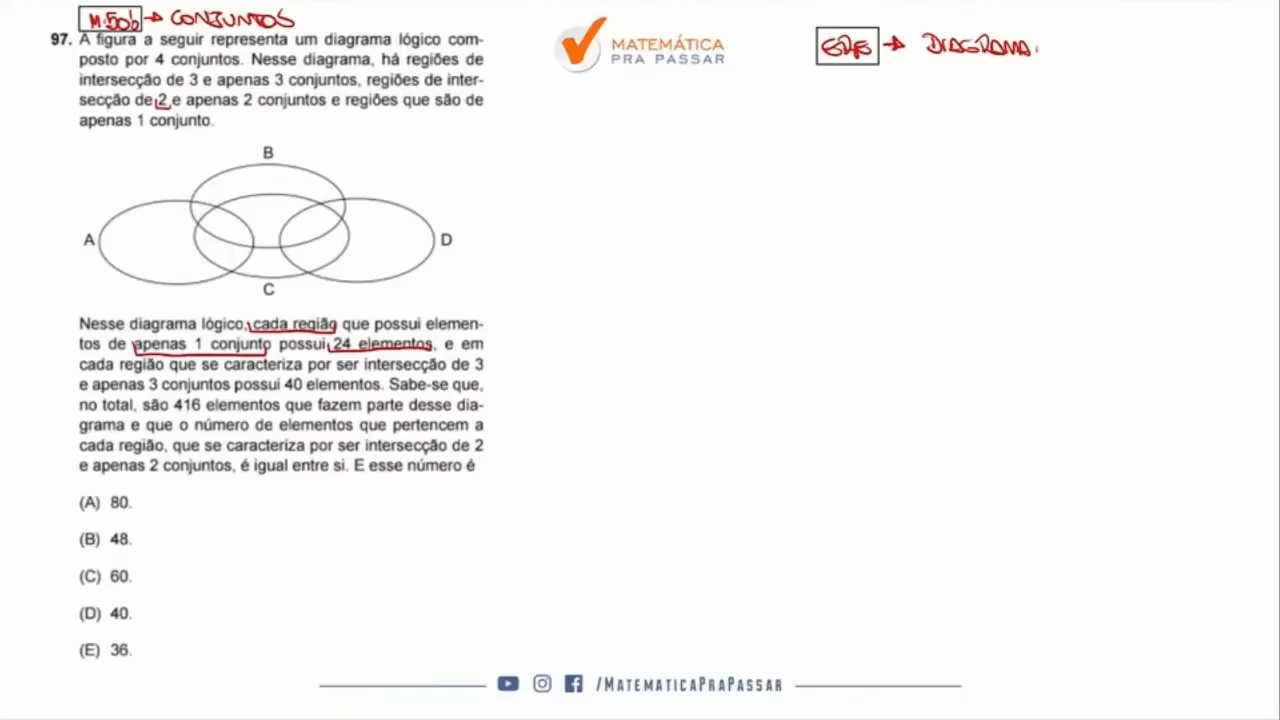 M.50b → CONJUNTOS
97. A figura a seguir representa um diagrama lógico com-
posto por 4 conjuntos. Nesse diagrama, há regiões de
intersecção de 3 e apenas 3 conjuntos, regiões de inter-
secção de 2 e apenas 2 conjuntos e regiões que são de
apenas 1 conjunto.
MATEMÁTICA
PRA PASSAR
→ DIAGRAMA.
B
A
D
C
Nesse diagrama lógico, cada região que possui elemen-
tos de apenas 1 conjunto possui 24 elementos, e em
cada região que se caracteriza por ser intersecção de 3
e apenas 3 conjuntos possui 40 elementos. Sabe-se que,
no total, são 416 elementos que fazem parte desse dia-
grama e que o número de elementos que pertencem a
cada região, que se caracteriza por ser intersecção de 2
e apenas 2 conjuntos, é igual entre si. E esse número é
(A) 80.
(B) 48.
(C) 60.
(D) 40.
(E) 36.
/MATEMATICAPRAPASSAR